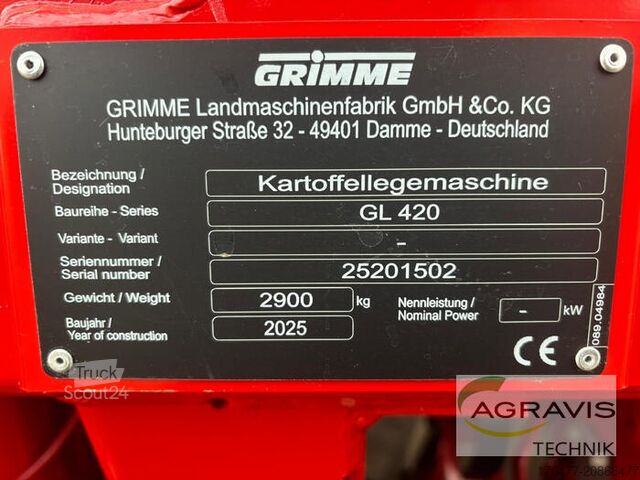 GRIMME
GRIMME Landmaschinenfabrik GmbH &Co. KG
Hunteburger Straße 32 - 49401 Damme - Deutschland
Bezeichnung / Designation Kartoffellegemaschine
Baureihe - Series GL 420
Variante - Variant -
Seriennummer / Serial number 25201502
Gewicht / Weight 2900 kg Nennleistung / Nominal Power - kW
Baujahr / Year of construction 2025
089.04984
CE
Truck
Scout24
AGRAVIS
TECHNIK